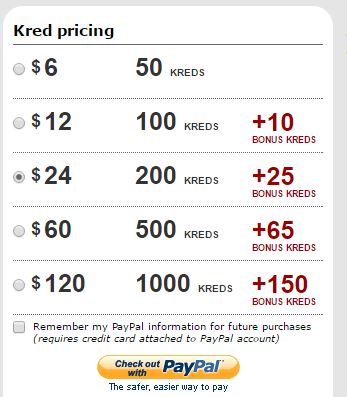 Kred pricing
$ 6 50 KREDS
$ 12 100 KREDS +10
BONUS KREDS
$ 24 200 KREDS +25
BONUS KREDS
$ 60 500 KREDS +65
BONUS KREDS
$ 120 1000 KREDS +150
BONUS KREDS
Remember my PayPal information for future purchases
(requires credit card attached to PayPal account)
Check out
with PayPal
The safer, easier way to pay